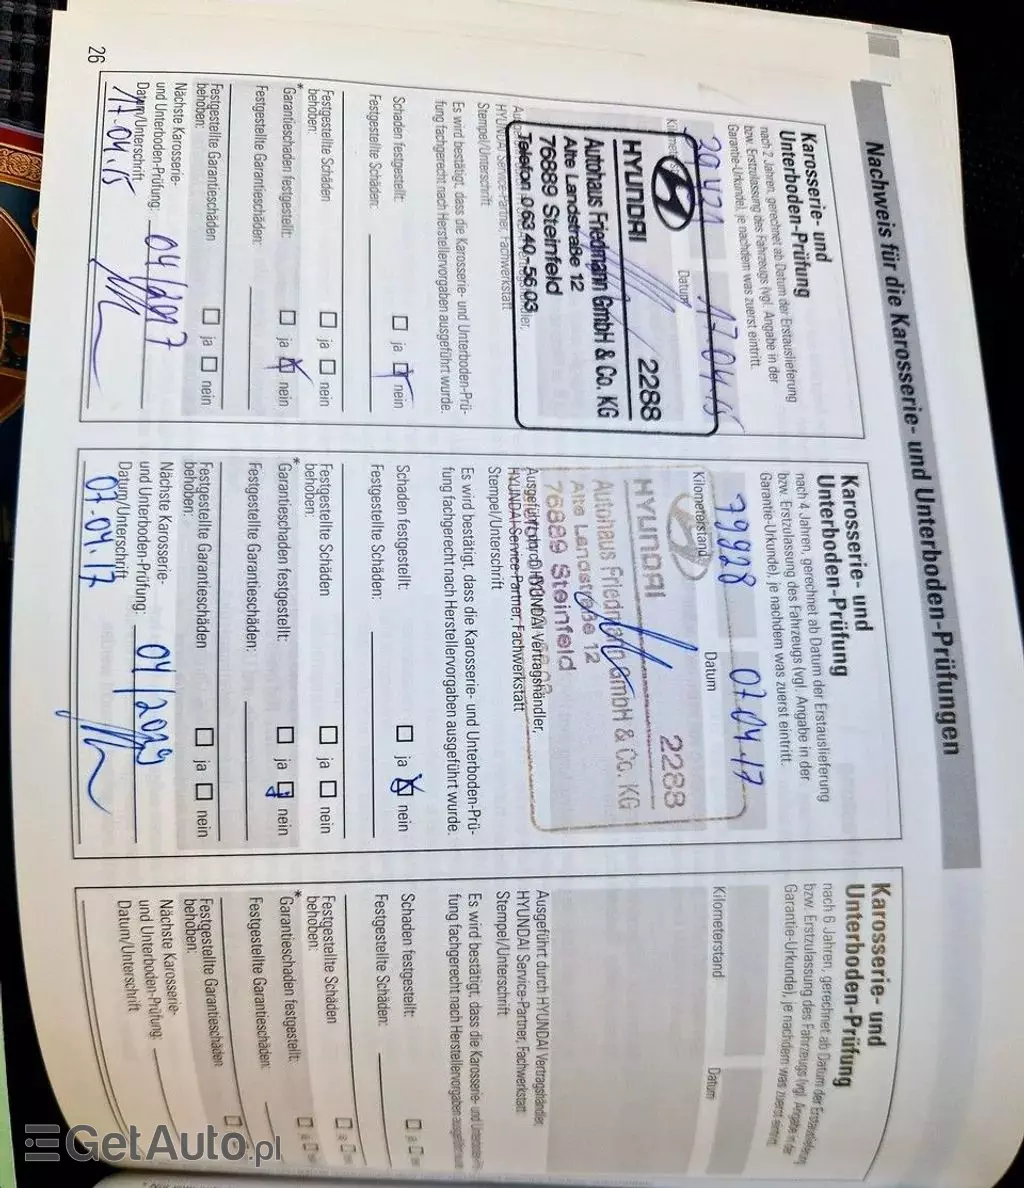 Nachweis für die Karosserie- und Unterboden-Prüfungen
Karosserie- und
Unterboden-Prüfung
nach 2 Jahren, gerechnet ab Datum der Erstauslieferung
bzw. Erstzulassung des Fahrzeugs (vgl. Angabe in der
Garantie-Urkunde), je nachdem was zuerst eintritt.
17.04.15
Datum
HYUNDAI 2288
Autohaus Friedmann GmbH & Co. KG
Alte Landstraße 12
76889 Steinfeld
Telefon 0 63 40 - 56 03
HYUNDAI Service-Partner, Fachwerkstatt
Stempel/Unterschrift
Es wird bestätigt, dass die Karosserie- und Unterboden-Prü-
fung fachgerecht nach Herstellervorgaben ausgeführt wurde.
Schaden festgestellt: ja nein
Festgestellte Schäden:
Festgestellte Schäden
behoben: ja nein
* Garantieschaden festgestellt: ja nein
Festgestellte Garantieschäden:
Festgestellte Garantieschäden
behoben: ja nein
Nächste Karosserie-
und Unterboden-Prüfung: 04/2017
Datum/Unterschrift
17.04.15
26
Karosserie- und
Unterboden-Prüfung
nach 4 Jahren, gerechnet ab Datum der Erstauslieferung
bzw. Erstzulassung des Fahrzeugs (vgl. Angabe in der
Garantie-Urkunde), je nachdem was zuerst eintritt.
79928 07.04.17
Kilometerstand Datum
HYUNDAI 2288
Autohaus Friedmann GmbH & Co. KG
Alte Landstraße 12
76889 Steinfeld
Ausgeführt durch HYUNDAI Vertragshändler,
HYUNDAI Service-Partner, Fachwerkstatt
Stempel/Unterschrift
Es wird bestätigt, dass die Karosserie- und Unterboden-Prü-
fung fachgerecht nach Herstellervorgaben ausgeführt wurde.
Schaden festgestellt: ja nein
Festgestellte Schäden:
Festgestellte Schäden
behoben: ja nein
* Garantieschaden festgestellt: ja nein
Festgestellte Garantieschäden:
Festgestellte Garantieschäden
behoben: ja nein
Nächste Karosserie-
und Unterboden-Prüfung: 04/2019
Datum/Unterschrift
07.04.17
Karosserie- und
Unterboden-Prüfung
nach 6 Jahren, gerechnet ab Datum der Erstauslieferung
bzw. Erstzulassung des Fahrzeugs (vgl. Angabe in der
Garantie-Urkunde), je nachdem was zuerst eintritt.
Kilometerstand Datum
Ausgeführt durch HYUNDAI Vertragshändler,
HYUNDAI Service-Partner, Fachwerkstatt
Stempel/Unterschrift
Es wird bestätigt, dass die Karosserie- und Unterboden-Prü-
fung fachgerecht nach Herstellervorgaben ausgeführt
Schaden festgestellt:
Festgestellte Schäden:
Festgestellte Schäden
behoben:
* Garantieschaden festgestellt:
Festgestellte Garantieschäden:
Festgestellte Garantieschäden
behoben:
Nächste Karosserie-
und Unterboden-Prüfung:
Datum/Unterschrift
GetAuto.pl